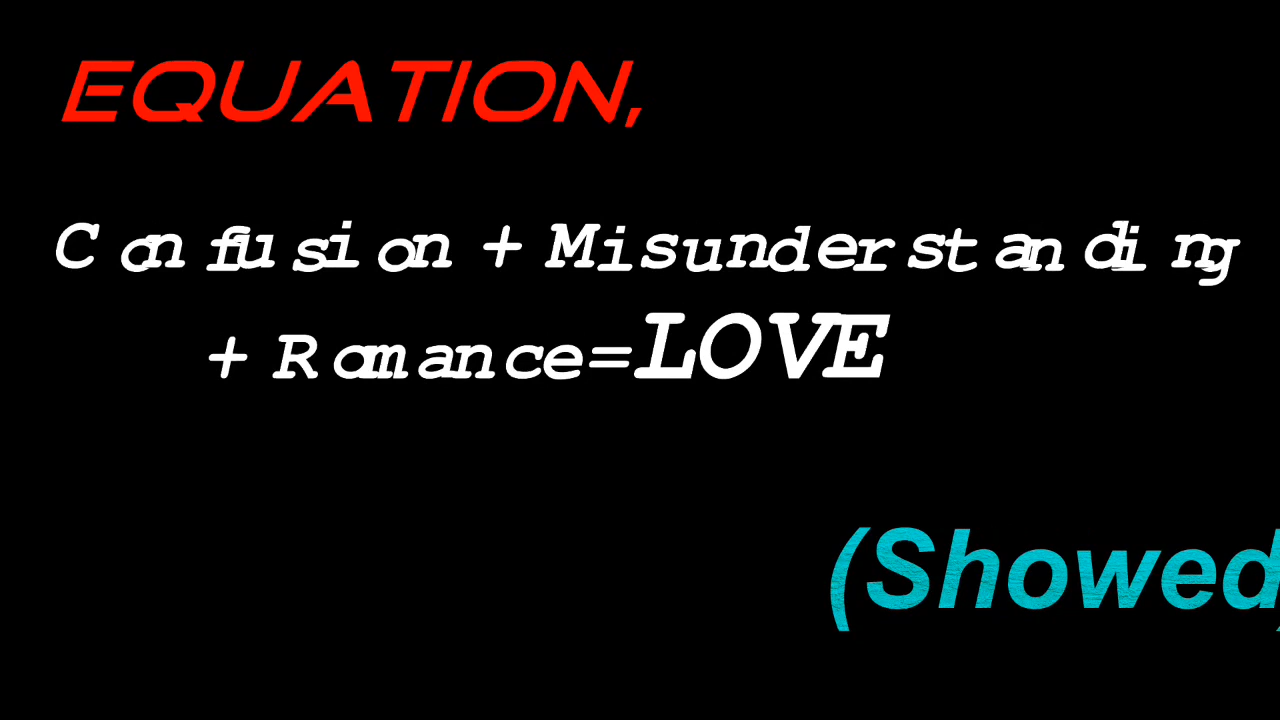 EQUATION,
Confusion + Misunderstanding
+ Romance=LOVE
(Showed)